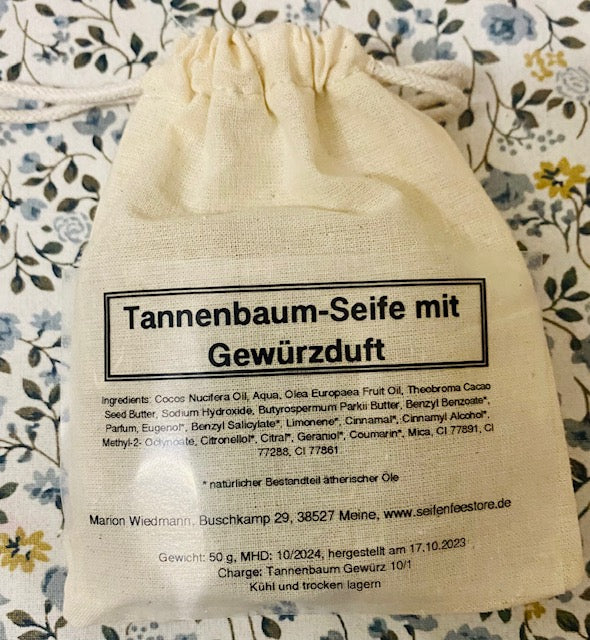 Tannenbaum-Seife mit
Gewürzduft
Ingredients: Cocos Nucifera Oil, Aqua, Olea Europaea Fruit Oil, Theobroma Cacao
Seed Butter, Sodium Hydroxide, Butyrospermum Parkii Butter, Benzyl Benzoate*,
Parfum, Eugenol*, Benzyl Salicylate*, Limonene*, Cinnamal*, Cinnamyl Alcohol*,
Methyl-2- Octynoate, Citronellol*, Citral*, Geraniol*, Coumarin*, Mica, CI 77891, CI
77288, CI 77861
* natürlicher Bestandteil ätherischer Öle
Marion Wiedmann, Buschkamp 29, 38527 Meine, www.seifenfeestore.de
Gewicht: 50 g, MHD: 10/2024, hergestellt am 17.10.2023
Charge: Tannenbaum Gewürz 10/1
Kühl und trocken lagern